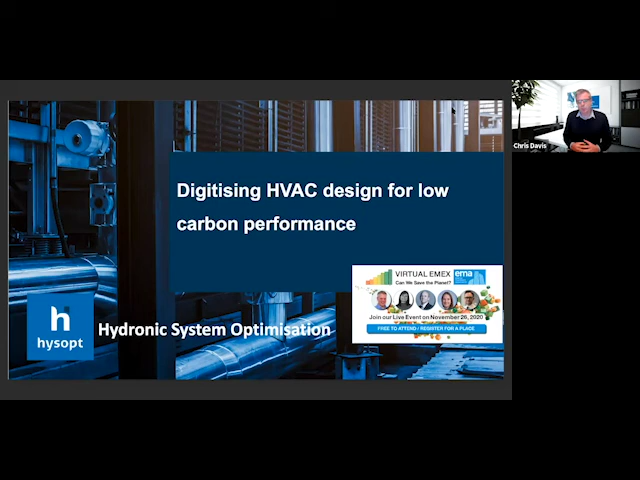 Chris Davis
Digitising HVAC design for low
carbon performance
VIRTUAL EMEX
Can We Save the Planet?
ema
Join our Live Event on November 26, 2020
FREE TO ATTEND / REGISTER FOR A PLACE
h
hysopt
Hydronic System Optimisation